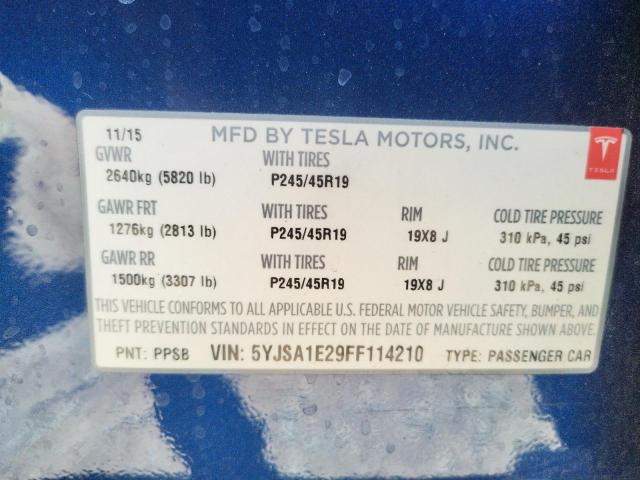 11/15 MFD BY TESLA MOTORS, INC.
GVWR WITH TIRES
2640kg (5820 lb) P245/45R19
TESLA
GAWR FRT WITH TIRES RIM COLD TIRE PRESSURE
1276kg (2813 lb) P245/45R19 19X8 J 310 kPa, 45 psi
GAWR RR WITH TIRES RIM COLD TIRE PRESSURE
1500kg (3307 lb) P245/45R19 19X8 J 310 kPa, 45 psi
THIS VEHICLE CONFORMS TO ALL APPLICABLE U.S. FEDERAL MOTOR VEHICLE SAFETY, BUMPER, AND
THEFT PREVENTION STANDARDS IN EFFECT ON THE DATE OF MANUFACTURE SHOWN ABOVE.
PNT: PPSB VIN: 5YJSA1E29FF114210 TYPE: PASSENGER CAR